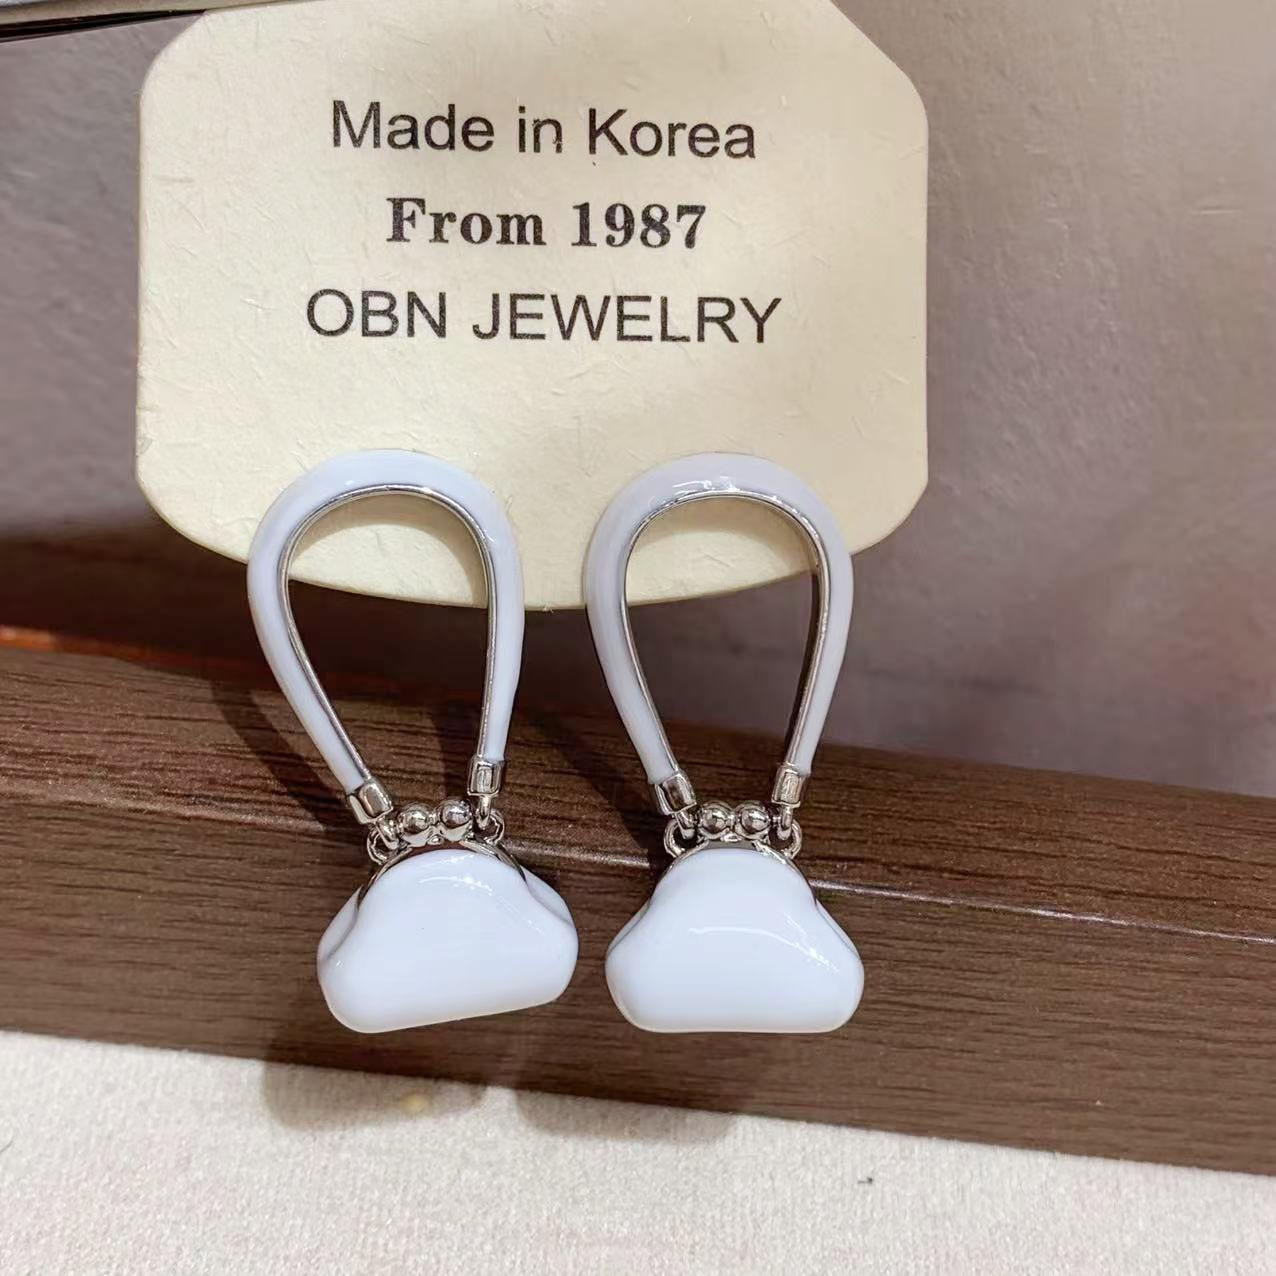 Made in Korea
From 1987
OBN JEWELRY